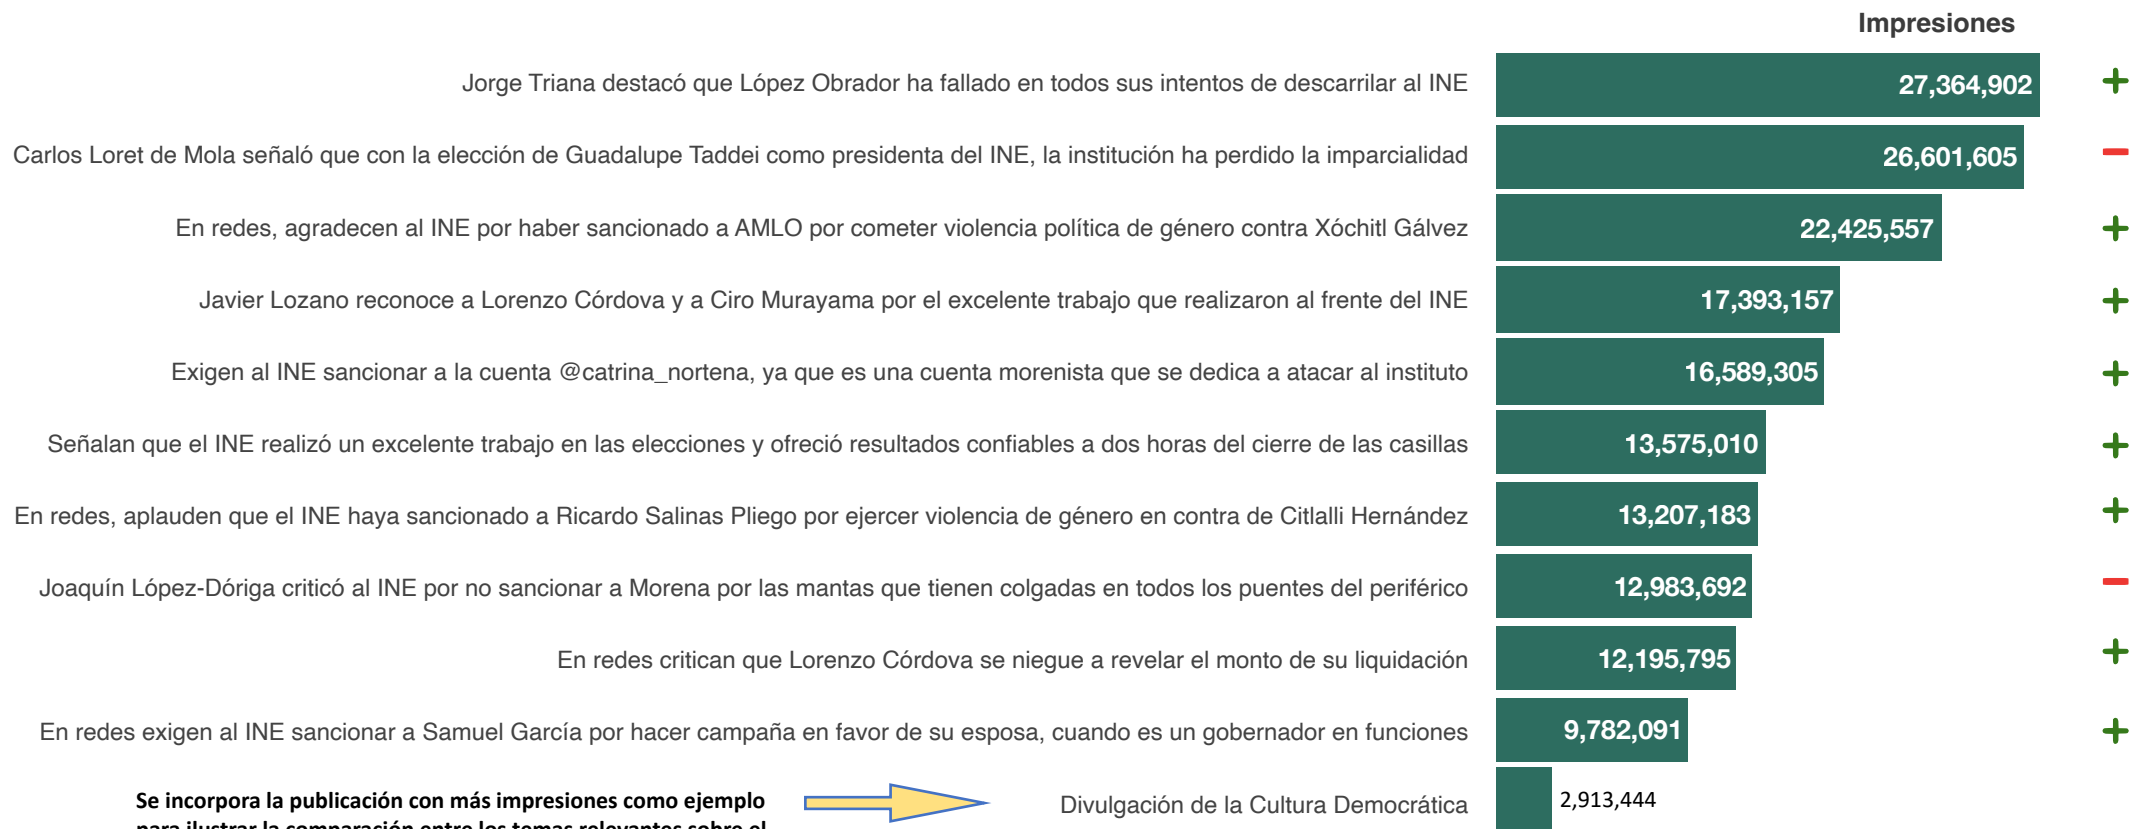 Impresiones
Jorge Triana destacó que López Obrador ha fallado en todos sus intentos de descarrilar al INE 27,364,902 +
Carlos Loret de Mola señaló que con la elección de Guadalupe Taddei como presidenta del INE, la institución ha perdido la imparcialidad 26,601,605 −
En redes, agradecen al INE por haber sancionado a AMLO por cometer violencia política de género contra Xóchitl Gálvez 22,425,557 +
Javier Lozano reconoce a Lorenzo Córdova y a Ciro Murayama por el excelente trabajo que realizaron al frente del INE 17,393,157 +
Exigen al INE sancionar a la cuenta @catrina_nortena, ya que es una cuenta morenista que se dedica a atacar al instituto 16,589,305 +
Señalan que el INE realizó un excelente trabajo en las elecciones y ofreció resultados confiables a dos horas del cierre de las casillas 13,575,010 +
En redes, aplauden que el INE haya sancionado a Ricardo Salinas Pliego por ejercer violencia de género en contra de Citlalli Hernández 13,207,183 +
Joaquín López-Dóriga criticó al INE por no sancionar a Morena por las mantas que tienen colgadas en todos los puentes del periférico 12,983,692 −
En redes critican que Lorenzo Córdova se niegue a revelar el monto de su liquidación 12,195,795 +
En redes exigen al INE sancionar a Samuel García por hacer campaña en favor de su esposa, cuando es un gobernador en funciones 9,782,091 +
Divulgación de la Cultura Democrática 2,913,444
Se incorpora la publicación con más impresiones como ejemplo
para ilustrar la comparación entre los temas relevantes sobre el